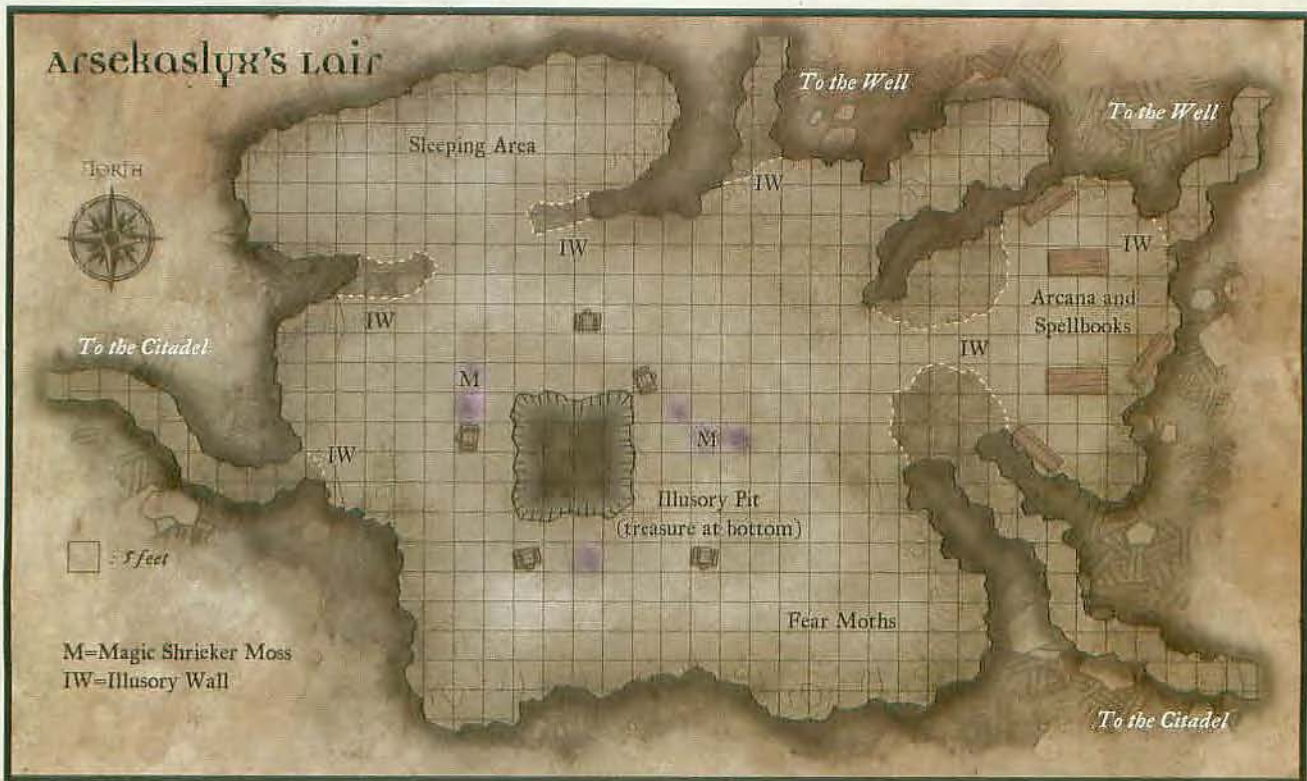 Arsekaslyx's Lair
To the Well
To the Well
Sleeping Area
NORTH
IW
IW
IW
Arcana and
Spellbooks
IW
To the Citadel
IW
M
M
IW
Illusory Pit
(treasure at bottom)
: 5 feet
Fear Moths
M=Magic Shrieker Moss
IW=Illusory Wall
To the Citadel